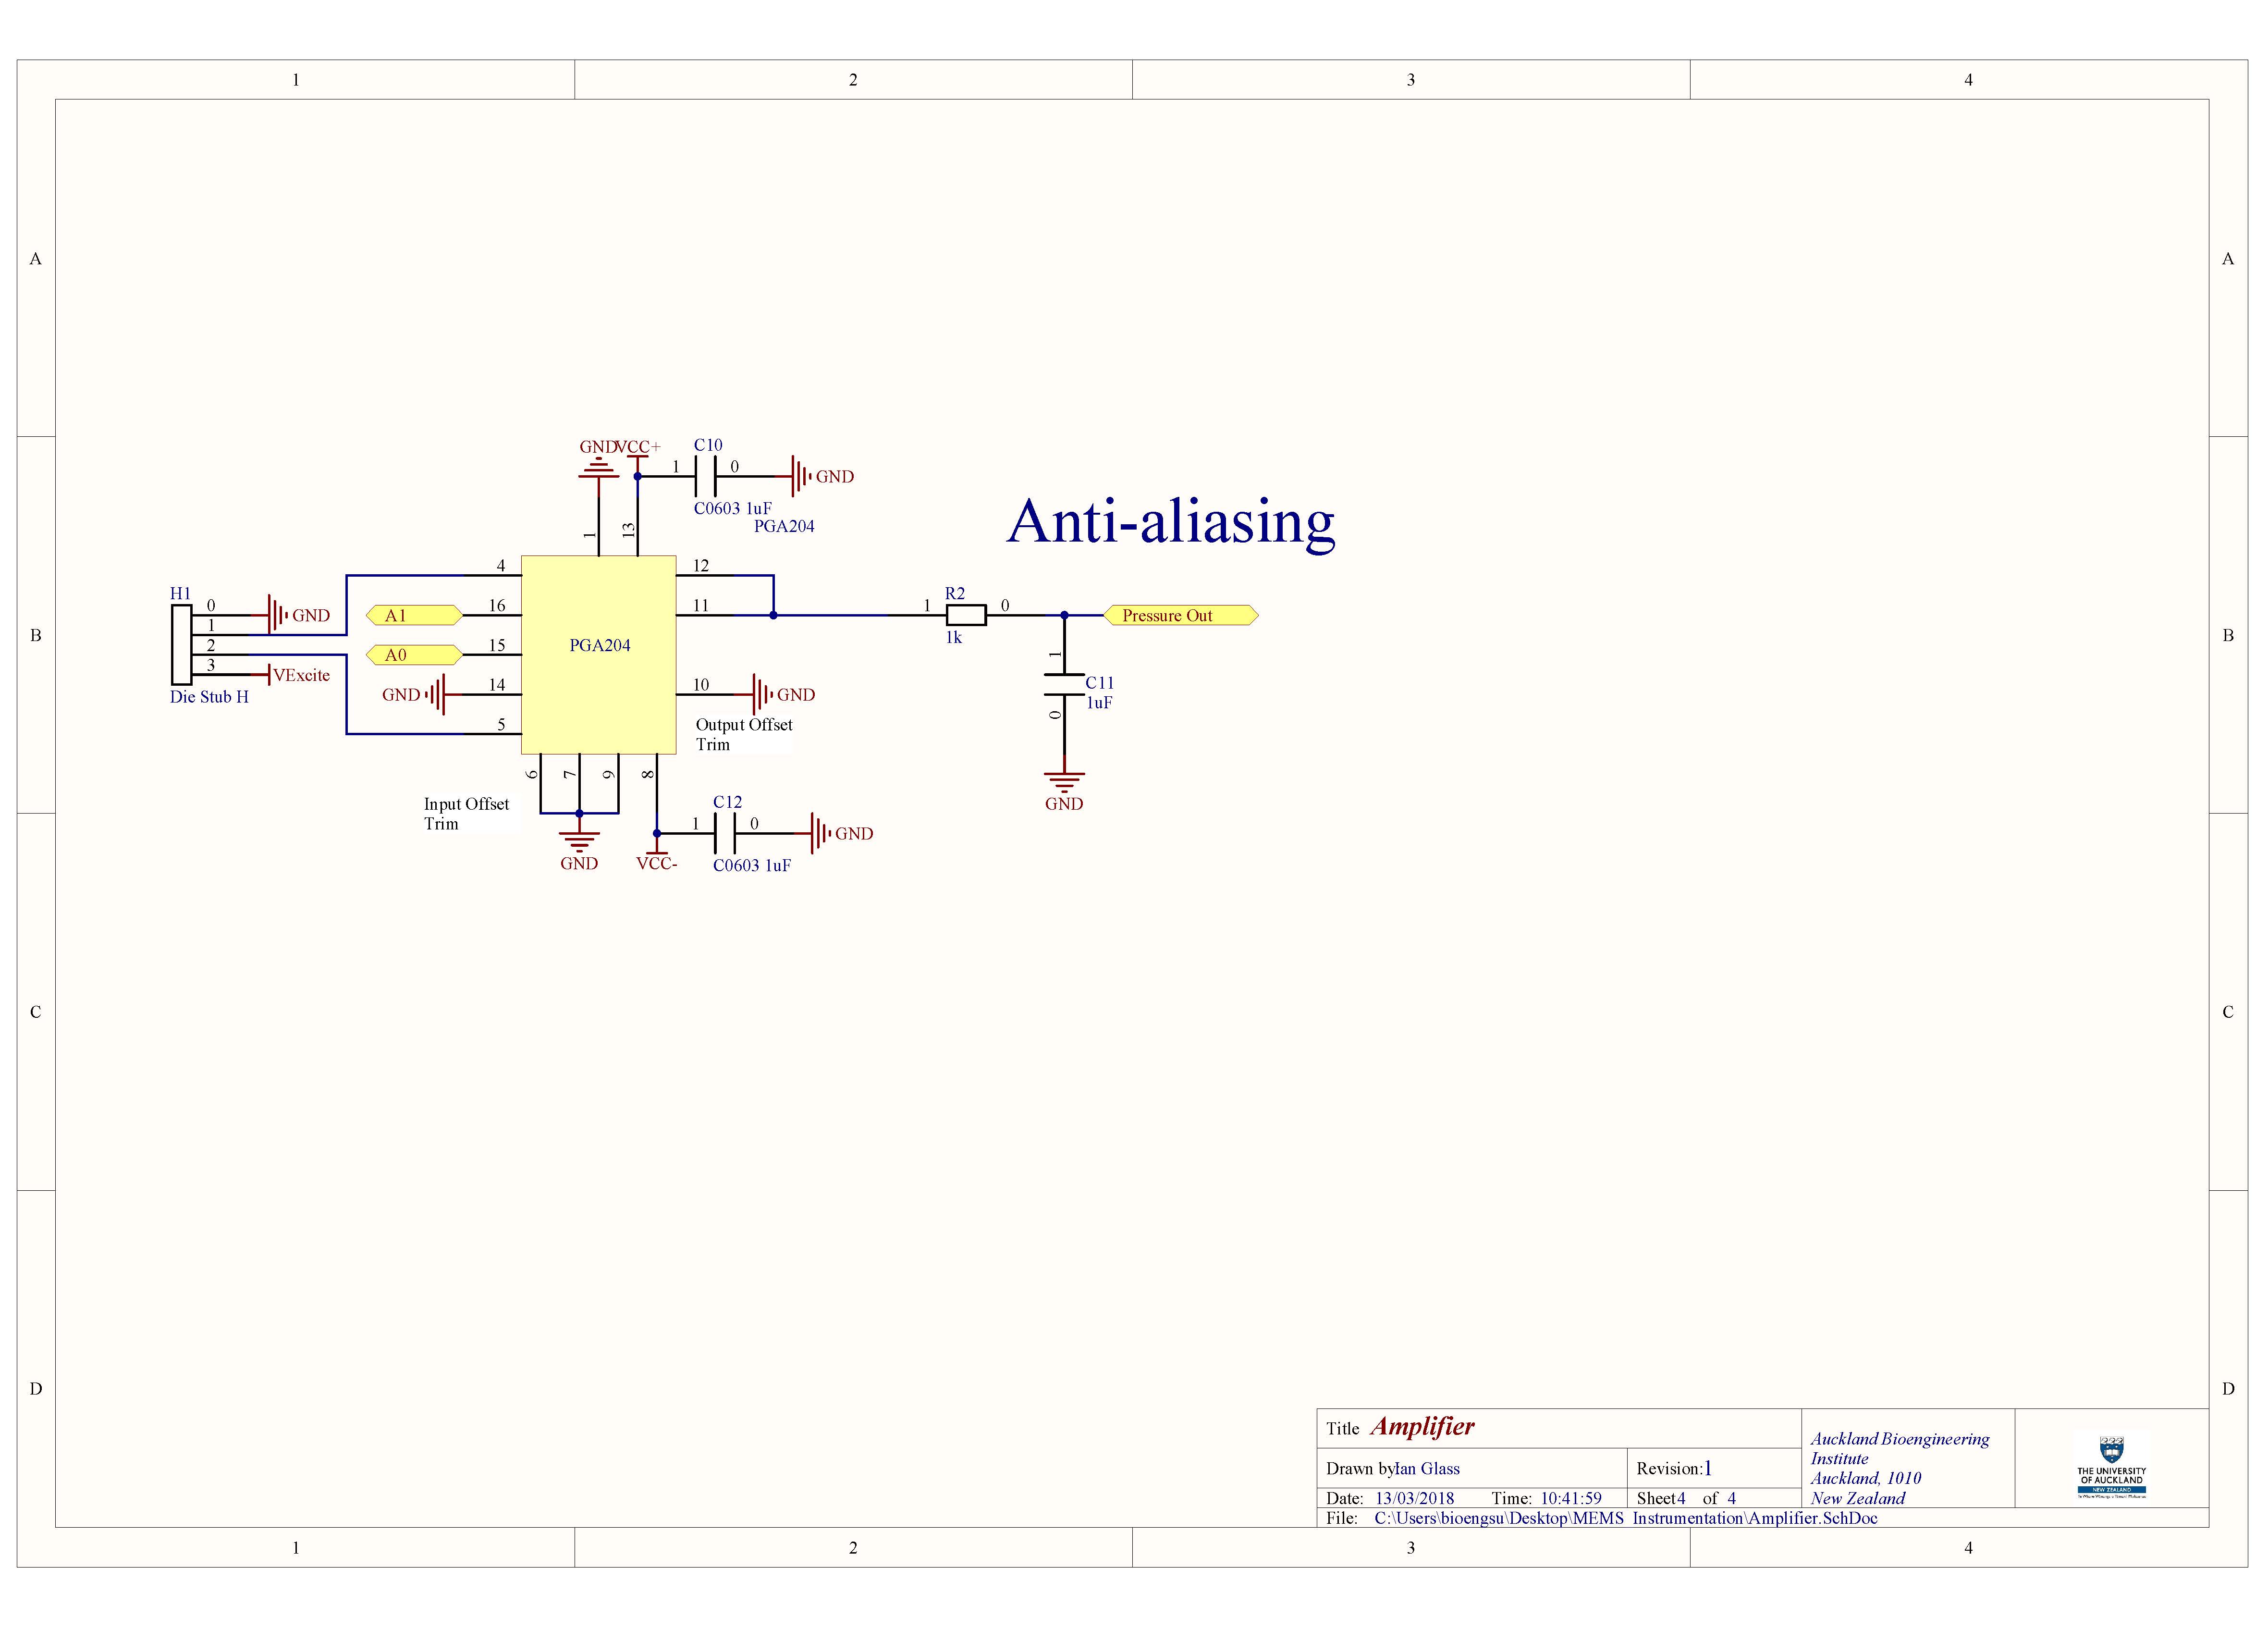 1 2 3 4
A A
GND VCC+ C10
1 0 GND
C0603 1uF
PGA204
Anti-aliasing
1 13
4 12
H1 0 GND A1 16 11 1 R2 0 Pressure Out
1
1k
B B
2 A0 15 PGA204
3 VExcite
Die Stub H
GND 14 10 GND
1 C11
1uF
0
5 Output Offset
Trim
6 7 9 8
Input Offset
Trim
C12
1 0 GND
GND VCC- C0603 1uF
GND
C C
D D
Title Amplifier
Drawn by: Ian Glass Revision: 1
Date: 13/03/2018 Time: 10:41:59 Sheet 4 of 4
File: C:\Users\bioengsu\Desktop\MEMS Instrumentation\Amplifier.SchDoc
Auckland Bioengineering
Institute
Auckland, 1010
New Zealand
THE UNIVERSITY
OF AUCKLAND
NEW ZEALAND
1 2 3 4